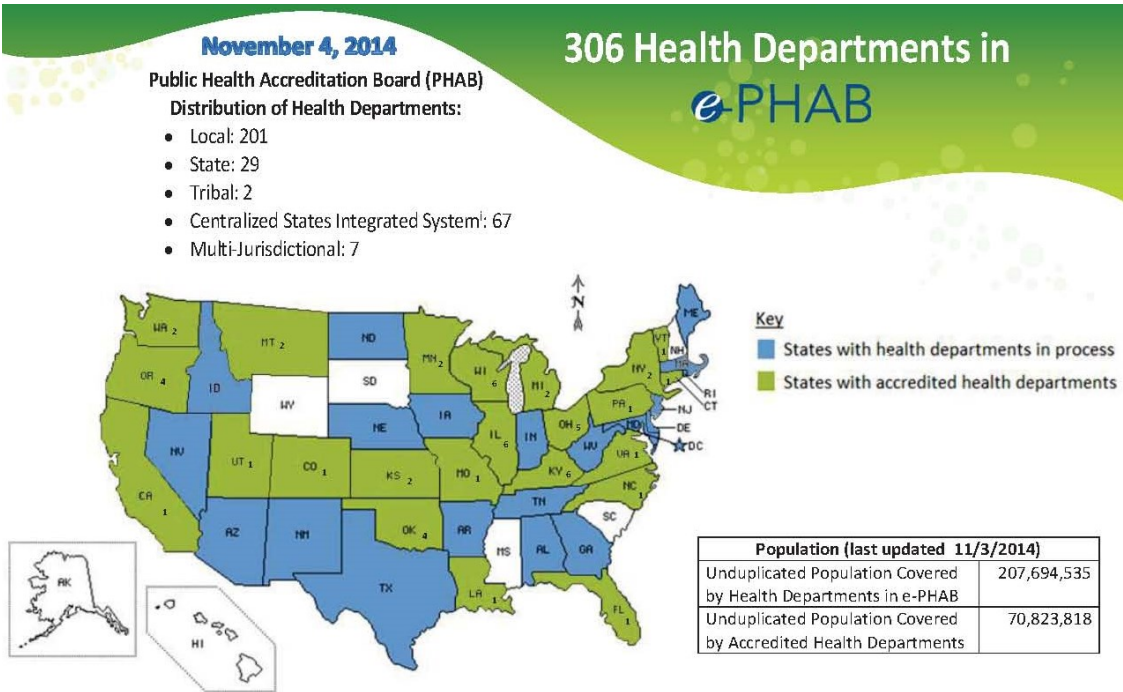 November 4, 2014
Public Health Accreditation Board (PHAB)
Distribution of Health Departments:
• Local: 201
• State: 29
• Tribal: 2
• Centralized States Integrated Systemⁱ: 67
• Multi-Jurisdictional: 7
306 Health Departments in
e-PHAB
N
Key
States with health departments in process
States with accredited health departments
WA 2
MT 2
ND
MN 2
ME
VT 1
NH
MA
OR 4
ID
SD
WI 6
MI 2
NY 2
1
RI
CT
WY
IA
PA 1
NJ
NE
IL 6
IN
OH 5
MD
DE
DC
NV
UT 1
CO 1
KS 2
MO 1
KY 6
WV
VA 1
CA 1
AZ
NM
OK 4
AR
TN
NC 1
SC
TX
MS
AL
GA
LA 1
FL 1
AK
HI
Population (last updated 11/3/2014)
Unduplicated Population Covered
by Health Departments in e-PHAB
207,694,535
Unduplicated Population Covered
by Accredited Health Departments
70,823,818